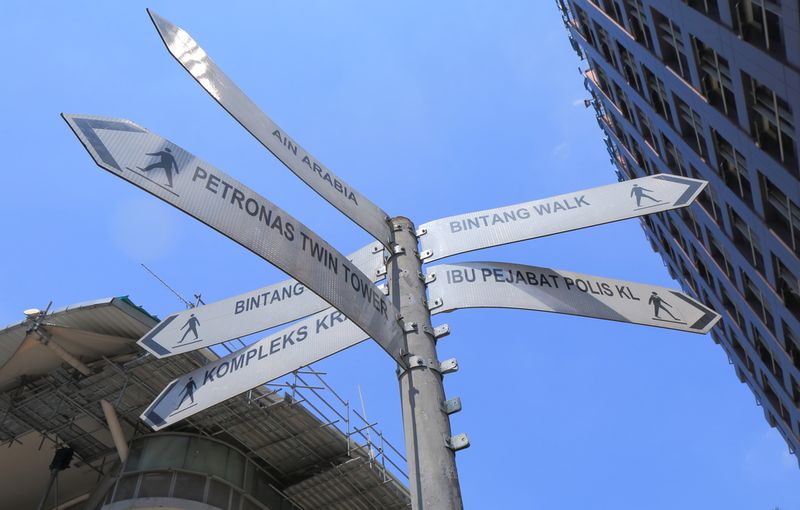 AIN ARABIA
PETRONAS TWIN TOWER
BINTANG WALK
IBU PEJABAT POLIS KL
BINTANG
KOMPLEKS